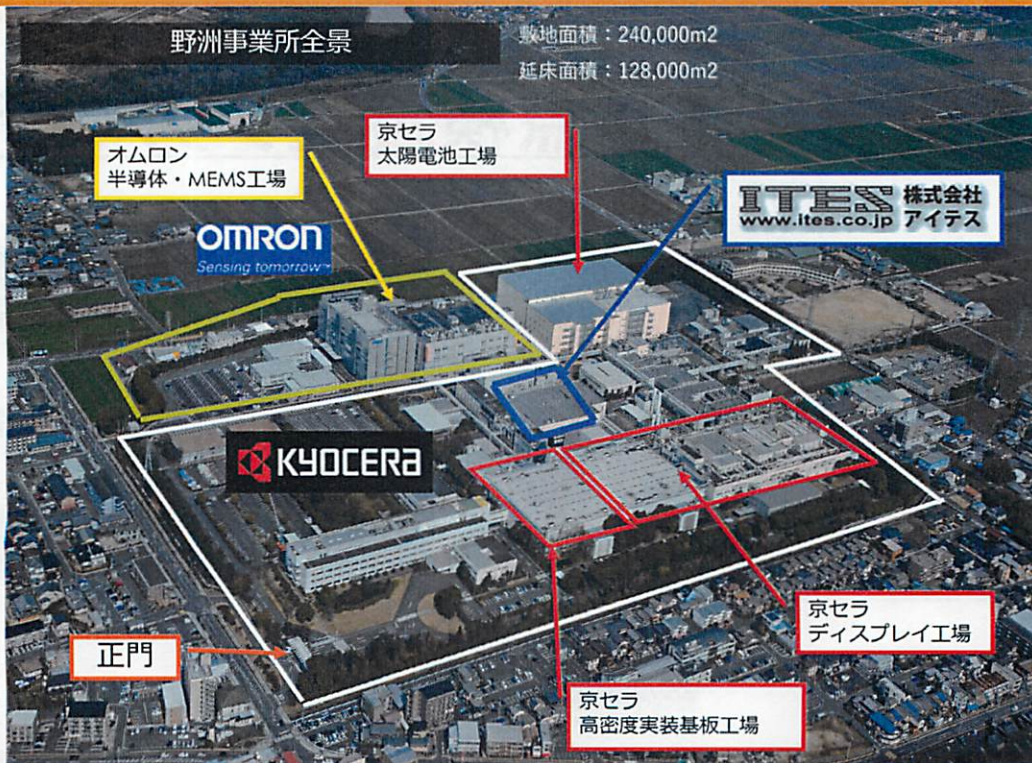 野洲事業所全景
敷地面積：240,000m2
延床面積：128,000m2
オムロン
半導体・MEMS工場
京セラ
太陽電池工場
ITES 株式会社
www.ites.co.jp アイテス
OMRON
Sensing tomorrow™
KYOCERA
正門
京セラ
ディスプレイ工場
京セラ
高密度実装基板工場